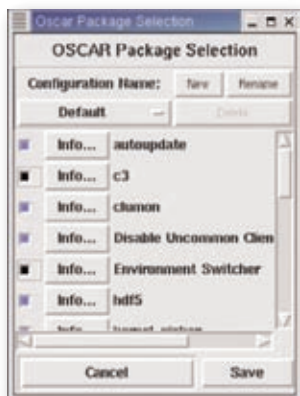 Oscar Package Selection
OSCAR Package Selection
Configuration Name: New Rename
Default Delete
Info... autoupdate
Info... c3
Info... clumon
Info... Disable Uncommon Clien
Info... Environment Switcher
Info... hdf5
Info...
Cancel Save